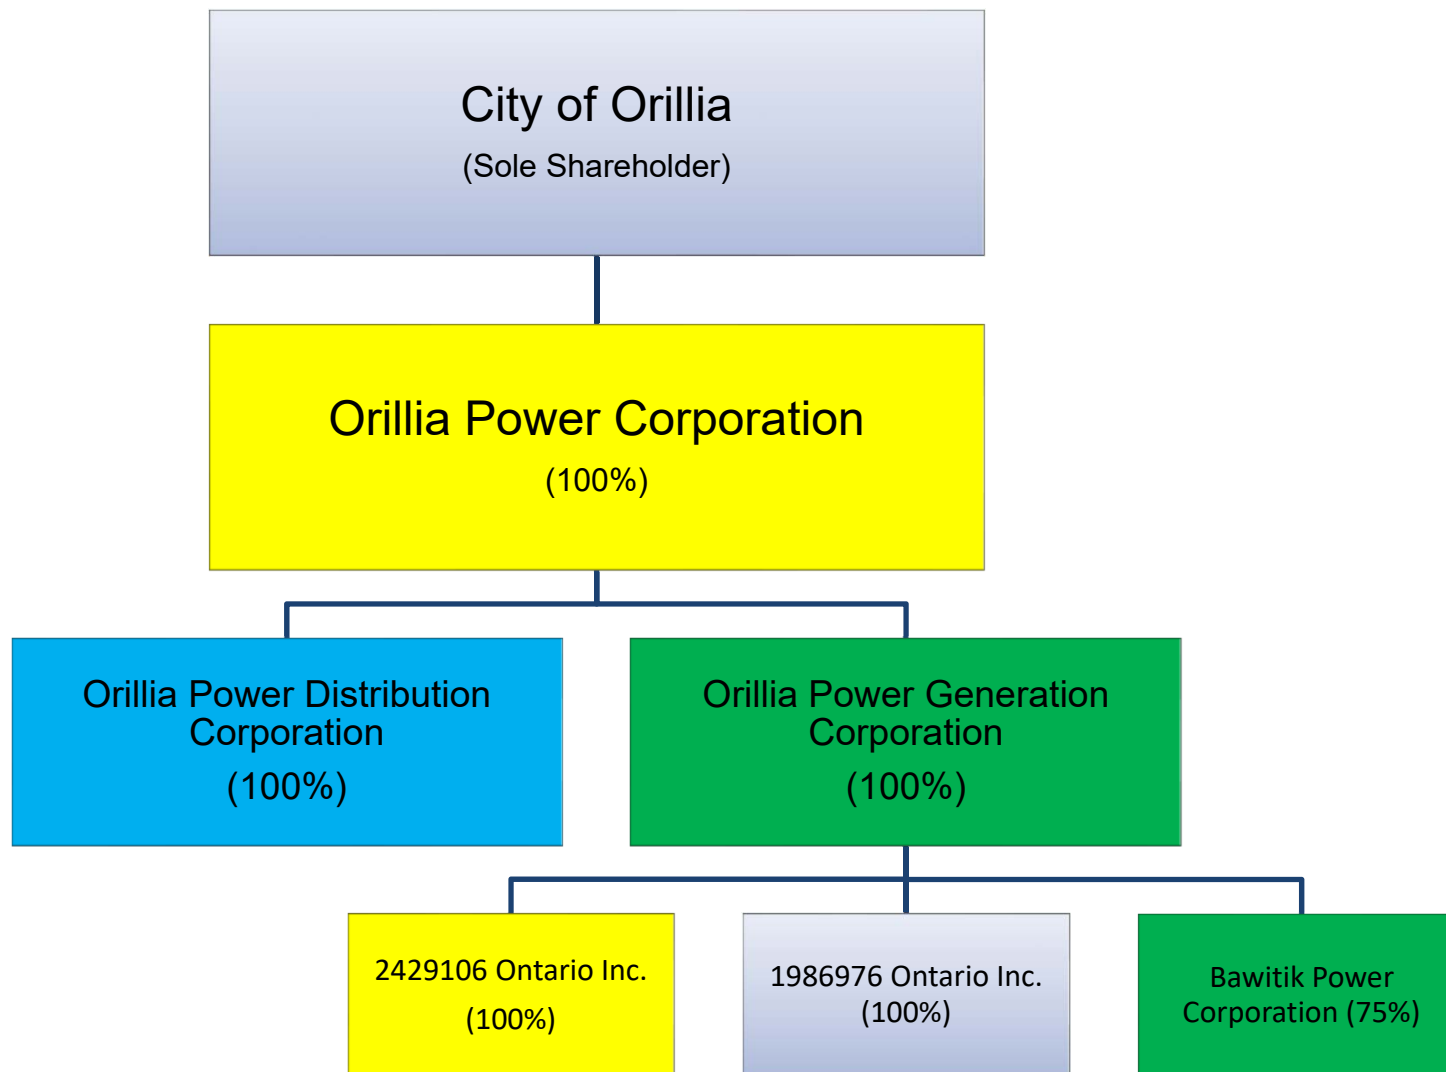 City of Orillia
(Sole Shareholder)
Orillia Power Corporation
(100%)
Orillia Power Distribution
Corporation
(100%)
Orillia Power Generation
Corporation
(100%)
2429106 Ontario Inc.
(100%)
1986976 Ontario Inc.
(100%)
Bawitik Power
Corporation (75%)